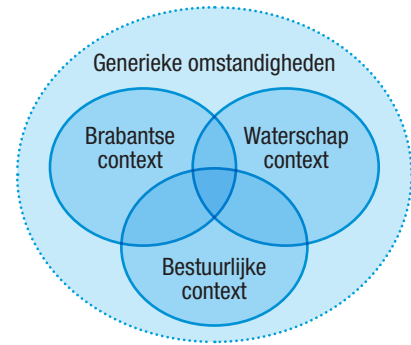 Generieke omstandigheden
Brabantse
context
Waterschap
context
Bestuurlijke
context